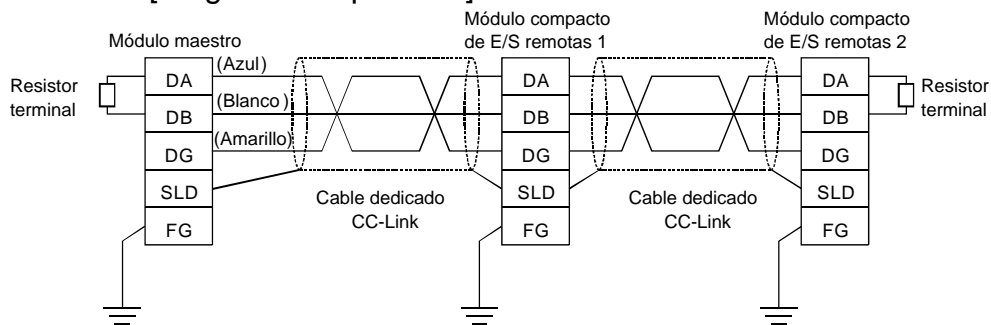 Módulo maestro
Módulo compacto
de E/S remotas 1
Módulo compacto
de E/S remotas 2
Resistor
terminal
(Azul)
(Blanco)
(Amarillo)
DA
DB
DG
SLD
FG
Cable dedicado
CC-Link
DA
DB
DG
SLD
FG
Cable dedicado
CC-Link
DA
DB
DG
SLD
FG
Resistor
terminal